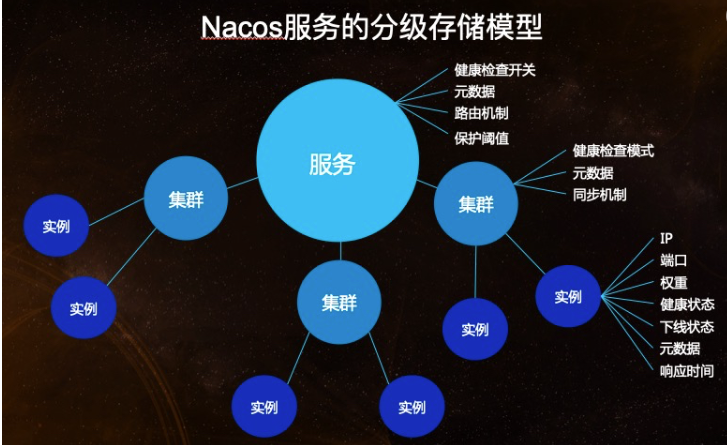 Nacos服务的分级存储模型
健康检查开关
元数据
路由机制
保护阈值
服务
健康检查模式
元数据
同步机制
集群
集群
实例
IP
端口
权重
健康状态
下线状态
元数据
响应时间
实例
集群
实例
实例
实例
实例